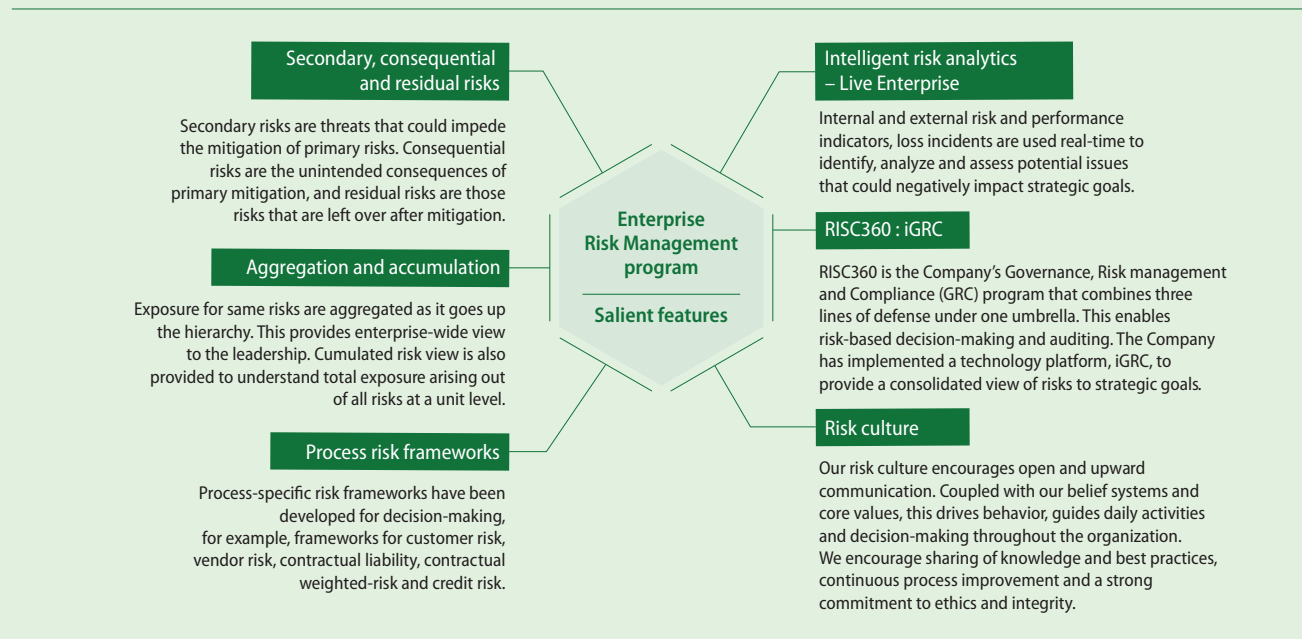 Secondary, consequential
and residual risks
Secondary risks are threats that could impede
the mitigation of primary risks. Consequential
risks are the unintended consequences of
primary mitigation, and residual risks are those
risks that are left over after mitigation.
Aggregation and accumulation
Exposure for same risks are aggregated as it goes up
the hierarchy. This provides enterprise-wide view
to the leadership. Cumulated risk view is also
provided to understand total exposure arising out
of all risks at a unit level.
Process risk frameworks
Process-specific risk frameworks have been
developed for decision-making,
for example, frameworks for customer risk,
vendor risk, contractual liability, contractual
weighted-risk and credit risk.
Enterprise
Risk Management
program
Salient features
Intelligent risk analytics
– Live Enterprise
Internal and external risk and performance
indicators, loss incidents are used real-time to
identify, analyze and assess potential issues
that could negatively impact strategic goals.
RISC360 : iGRC
RISC360 is the Company's Governance, Risk management
and Compliance (GRC) program that combines three
lines of defense under one umbrella. This enables
risk-based decision-making and auditing. The Company
has implemented a technology platform, iGRC, to
provide a consolidated view of risks to strategic goals.
Risk culture
Our risk culture encourages open and upward
communication. Coupled with our belief systems and
core values, this drives behavior, guides daily activities
and decision-making throughout the organization.
We encourage sharing of knowledge and best practices,
continuous process improvement and a strong
commitment to ethics and integrity.